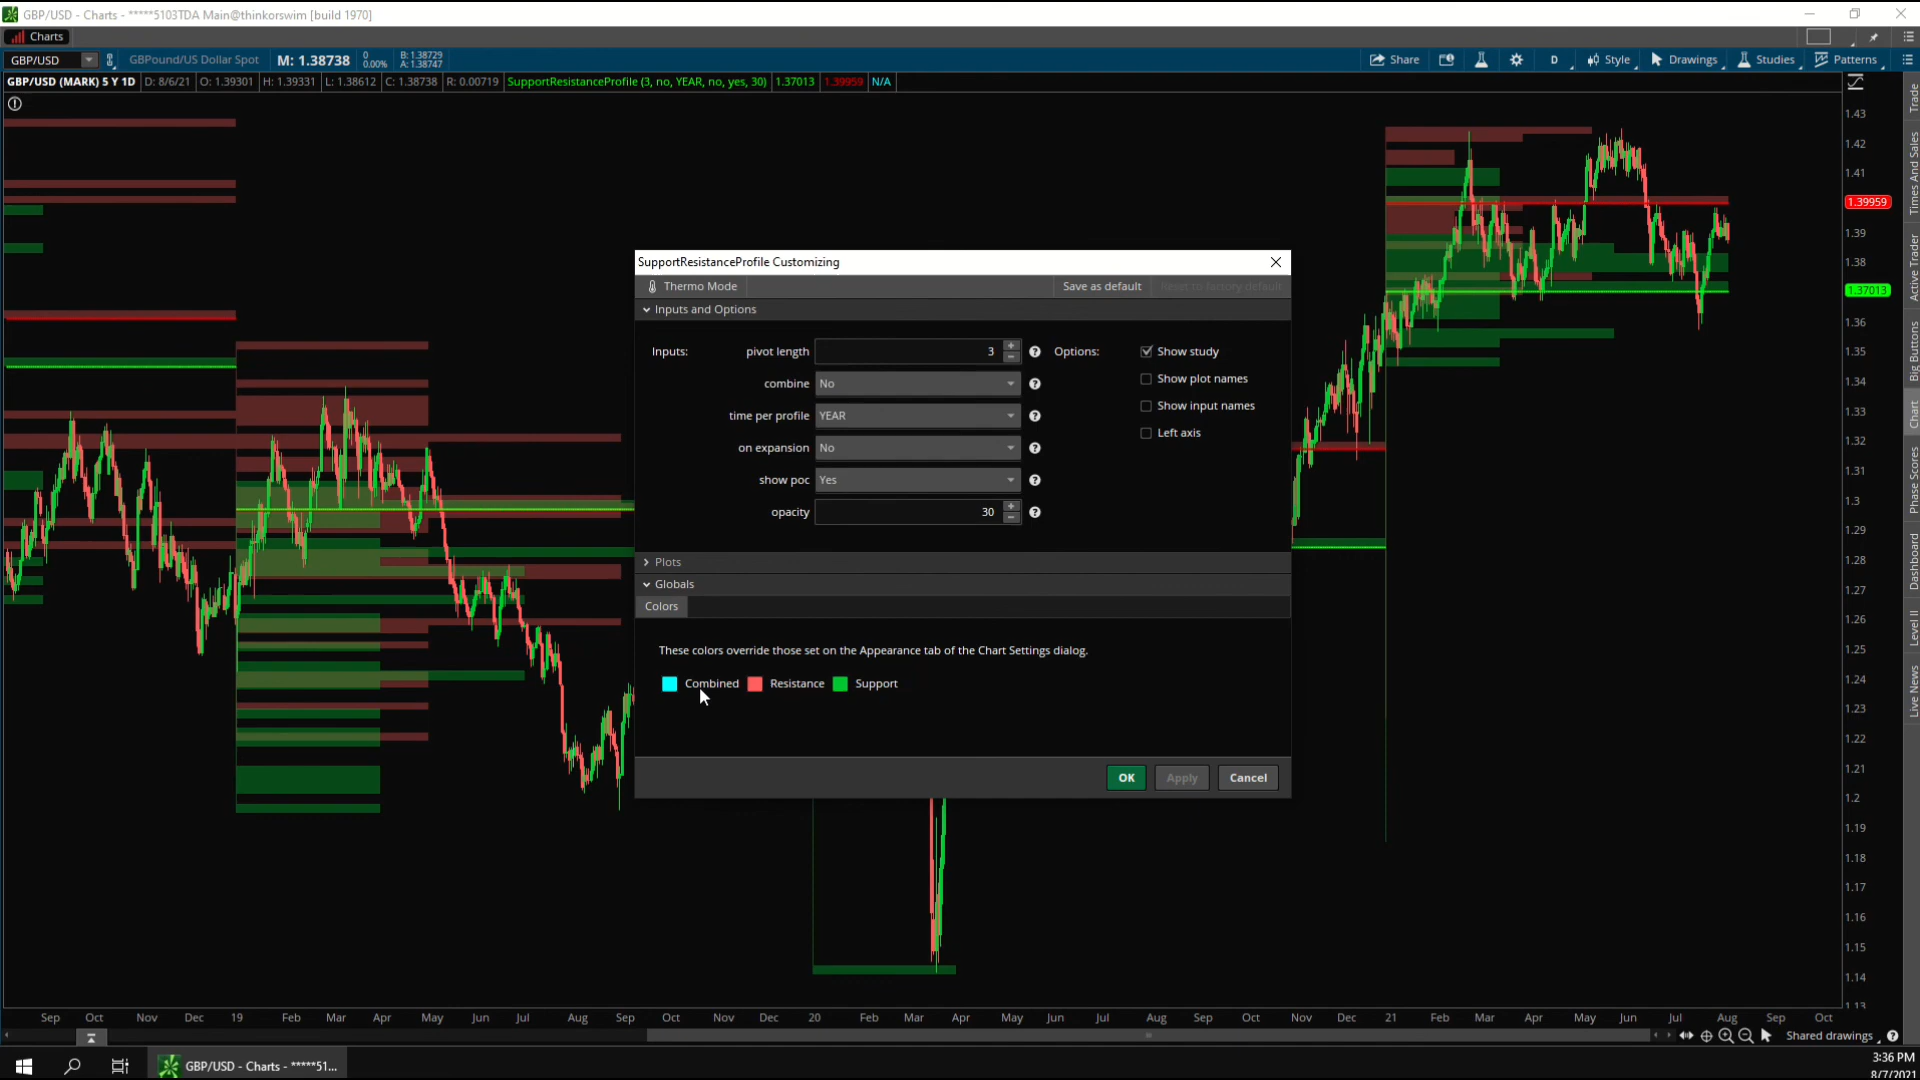 GBP/USD - Charts - *****5103TDA Main@thinkorswim [build 1970]
Charts
GBP/USD GBPound/US Dollar Spot M: 1.38738 0 0.00% B: 1.38729 A: 1.38747 Share D Style Drawings Studies Patterns
GBP/USD (MARK) 5 Y 1D D: 8/6/21 O: 1.39301 H: 1.39331 L: 1.38612 C: 1.38738 R: 0.00719 SupportResistanceProfile (3, no, YEAR, no, yes, 30) 1.37013 1.39959 N/A
SupportResistanceProfile Customizing
Thermo Mode Save as default Reset to factory default
Inputs and Options
Inputs: pivot length 3 Options: Show study
combine No Show plot names
time per profile YEAR Show input names
on expansion No Left axis
show poc Yes
opacity 30
Plots
Globals
Colors
These colors override those set on the Appearance tab of the Chart Settings dialog.
Combined Resistance Support
OK Apply Cancel
1.43
1.42
1.41
1.39959
1.39
1.38
1.37013
1.36
1.35
1.34
1.33
1.32
1.31
1.3
1.29
1.28
1.27
1.26
1.25
1.24
1.23
1.22
1.21
1.2
1.19
1.18
1.17
1.16
1.15
1.14
1.13
Trade
Times And Sales
Active Trader
Big Buttons
Chart
Phase Scores
Dashboard
Level II
Live News
Sep Oct Nov Dec 19 Feb Mar Apr May Jun Jul Aug Sep Oct Nov Dec 20 Feb Mar Apr May Jun Jul Aug Sep Oct Nov Dec 21 Feb Mar Apr May Jun Jul Aug Sep Oct
Shared drawings
GBP/USD - Charts - *****51...
3:36 PM
8/7/2021